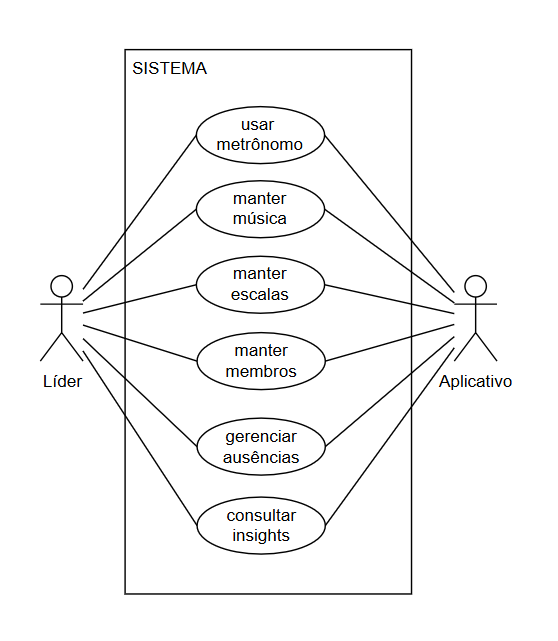 SISTEMA
usar
metrônomo
manter
música
manter
escalas
manter
membros
gerenciar
ausências
consultar
insights
Líder
Aplicativo